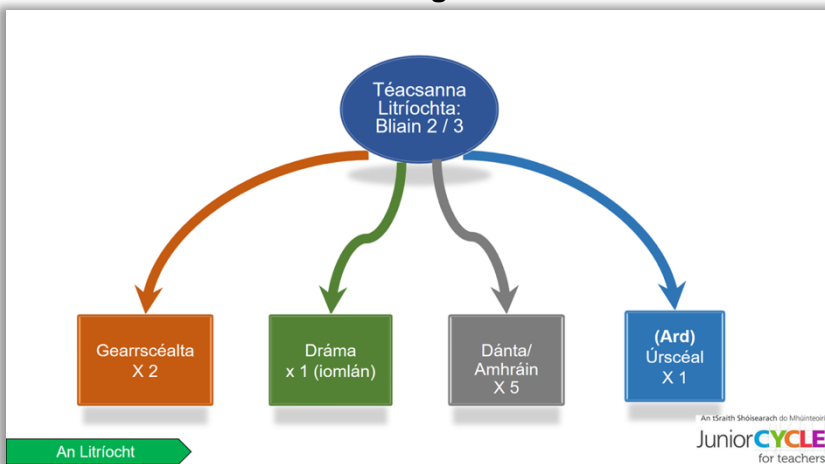 g
Téacsanna
Litríochta:
Bliain 2 / 3
Gearrscéalta
X 2
Dráma
x 1 (iomlán)
Dánta/
Amhráin
X 5
(Ard)
Úrscéal
X 1
An Litríocht
An tSraith Shóisearach do Mhúinteoirí
JuniorCYCLE
for teachers